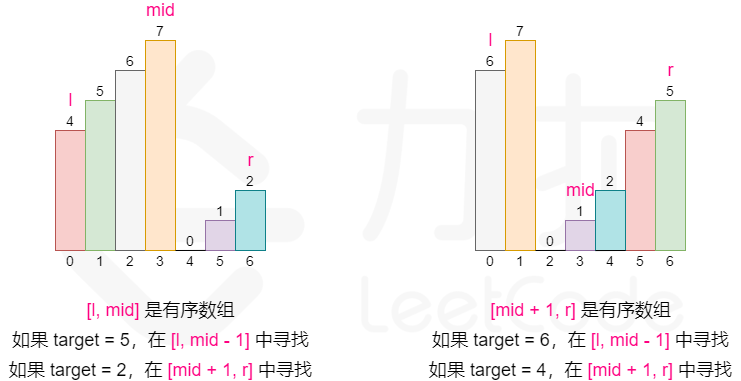 mid
7
l
6
5
4
r
2
1
0
0 1 2 3 4 5 6
[l, mid] 是有序数组
如果 target = 5，在 [l, mid - 1] 中寻找
如果 target = 2，在 [mid + 1, r] 中寻找
l
7
6
r
5
4
mid
2
1
0
0 1 2 3 4 5 6
[mid + 1, r] 是有序数组
如果 target = 6，在 [l, mid - 1] 中寻找
如果 target = 4，在 [mid + 1, r] 中寻找
力扣
LeetCode